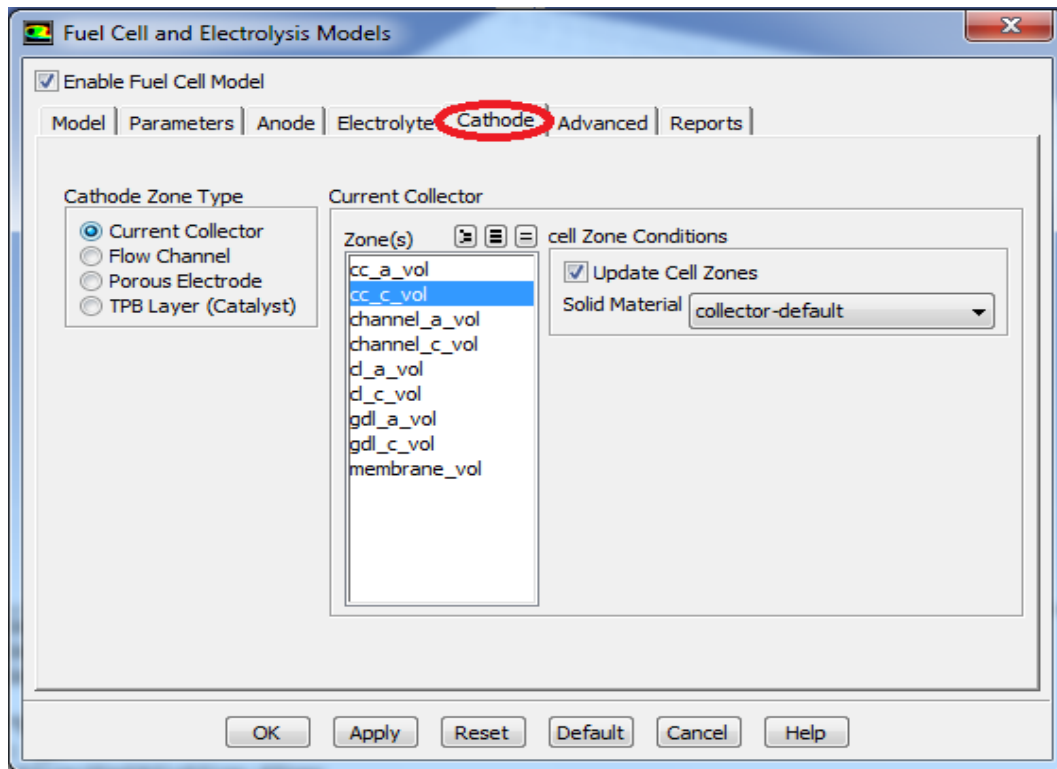 Fuel Cell and Electrolysis Models
Enable Fuel Cell Model
Model Parameters Anode Electrolyte Cathode Advanced Reports
Cathode Zone Type
Current Collector
Flow Channel
Porous Electrode
TPB Layer (Catalyst)
Current Collector
Zone(s)
cc_a_vol
cc_c_vol
channel_a_vol
channel_c_vol
cl_a_vol
cl_c_vol
gdl_a_vol
gdl_c_vol
membrane_vol
cell Zone Conditions
Update Cell Zones
Solid Material collector-default
OK Apply Reset Default Cancel Help